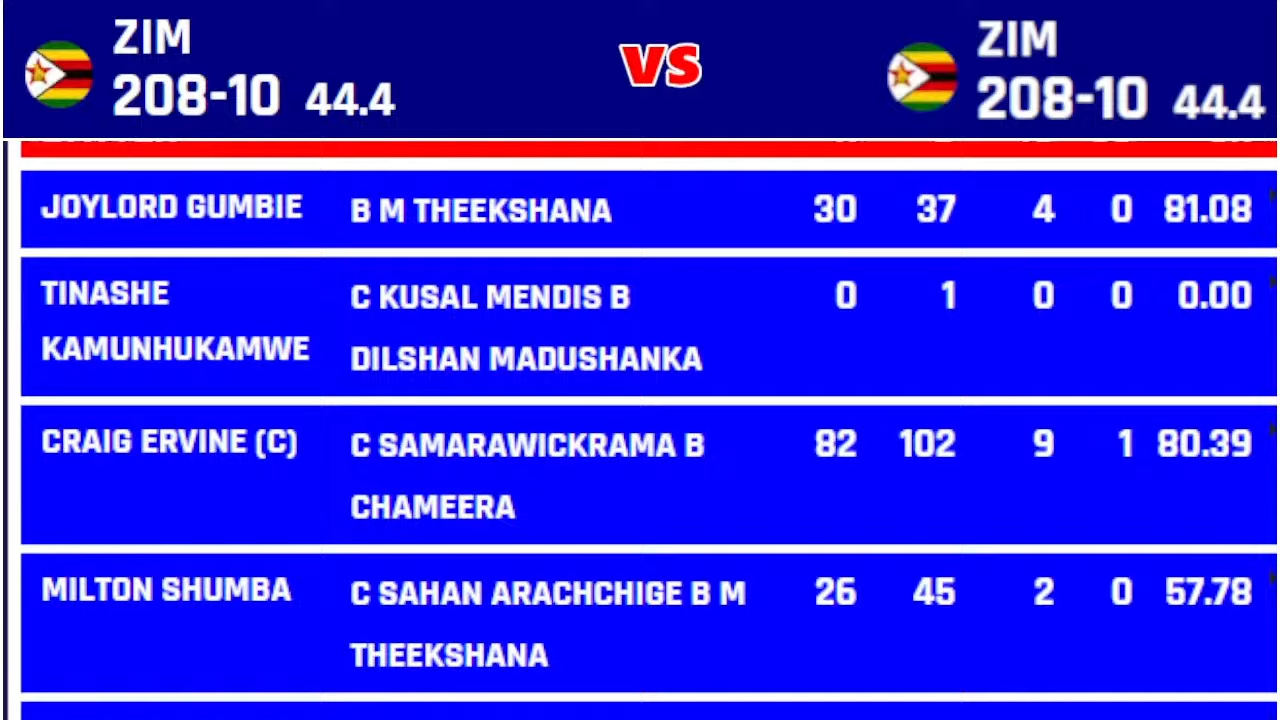 ZIM
208-10 44.4
VS
ZIM
208-10 44.4
JOYLORD GUMBIE B M THEEKSHANA 30 37 4 0 81.08
TINASHE C KUSAL MENDIS B 0 1 0 0 0.00
KAMUNHUKAMWE DILSHAN MADUSHANKA
CRAIG ERVINE (C) C SAMARAWICKRAMA B 82 102 9 1 80.39
CHAMEERA
MILTON SHUMBA C SAHAN ARACHCHIGE B M 26 45 2 0 57.78
THEEKSHANA